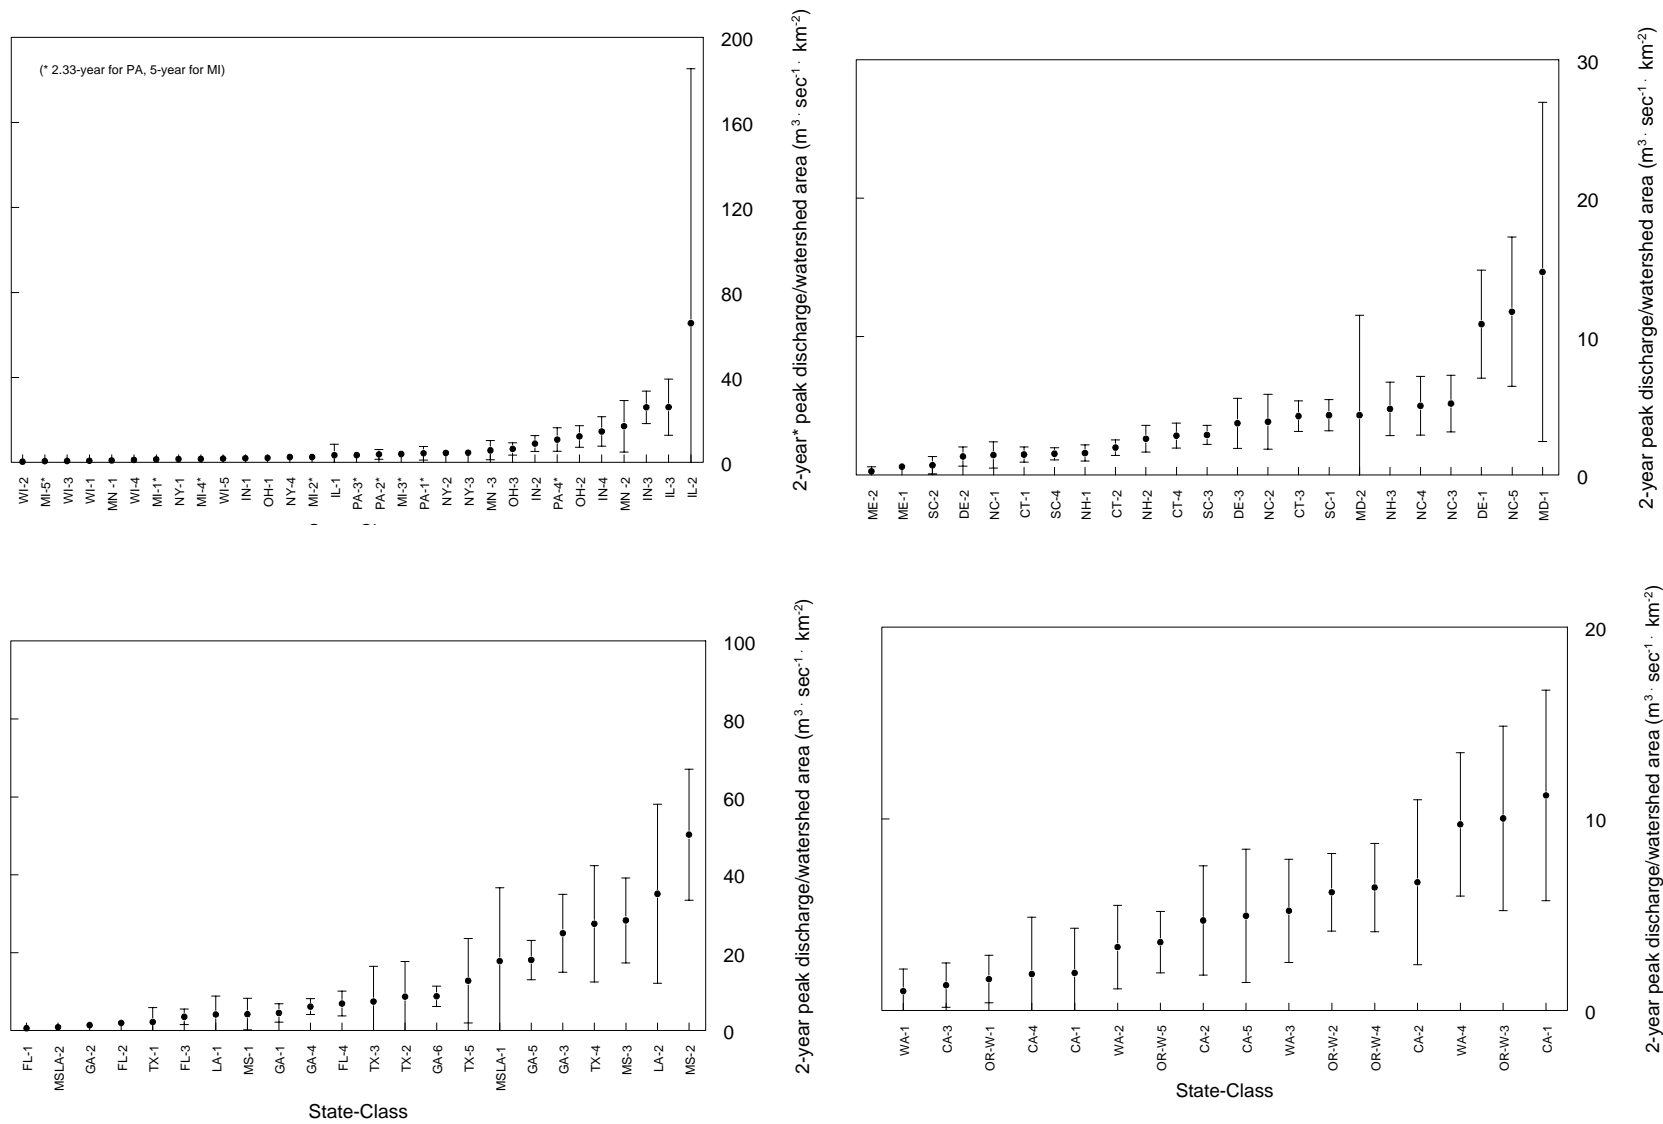 (* 2.33-year for PA, 5-year for MI)
200
160
120
80
40
0
2-year* peak discharge/watershed area (m³ · sec⁻¹ · km⁻²)
WI-2 MI-5* WI-3 WI-1 MN -1 WI-4 MI-1* NY-1 MI-4* WI-5 IN-1 OH-1 NY-4 MI-2* IL-1 PA-3* PA-2* MI-3* PA-1* NY-2 NY-3 MN -3 OH-3 IN-2 PA-4* OH-2 IN-4 MN -2 IN-3 IL-3 IL-2
30
20
10
0
2-year peak discharge/watershed area (m³ · sec⁻¹ · km⁻²)
ME-2 ME-1 SC-2 DE-2 NC-1 CT-1 SC-4 NH-1 CT-2 NH-2 CT-4 SC-3 DE-3 NC-2 CT-3 SC-1 MD-2 NH-3 NC-4 NC-3 DE-1 NC-5 MD-1
100
80
60
40
20
0
2-year peak discharge/watershed area (m³ · sec⁻¹ · km⁻²)
FL-1 MSLA-2 GA-2 FL-2 TX-1 FL-3 LA-1 MS-1 GA-1 GA-4 FL-4 TX-3 TX-2 GA-6 TX-5 MSLA-1 GA-5 GA-3 TX-4 MS-3 LA-2 MS-2
State-Class
20
10
0
2-year peak discharge/watershed area (m³ · sec⁻¹ · km⁻²)
WA-1 CA-3 OR-W-1 CA-4 CA-1 WA-2 OR-W-5 CA-2 CA-5 WA-3 OR-W-2 OR-W-4 CA-2 WA-4 OR-W-3 CA-1
State-Class